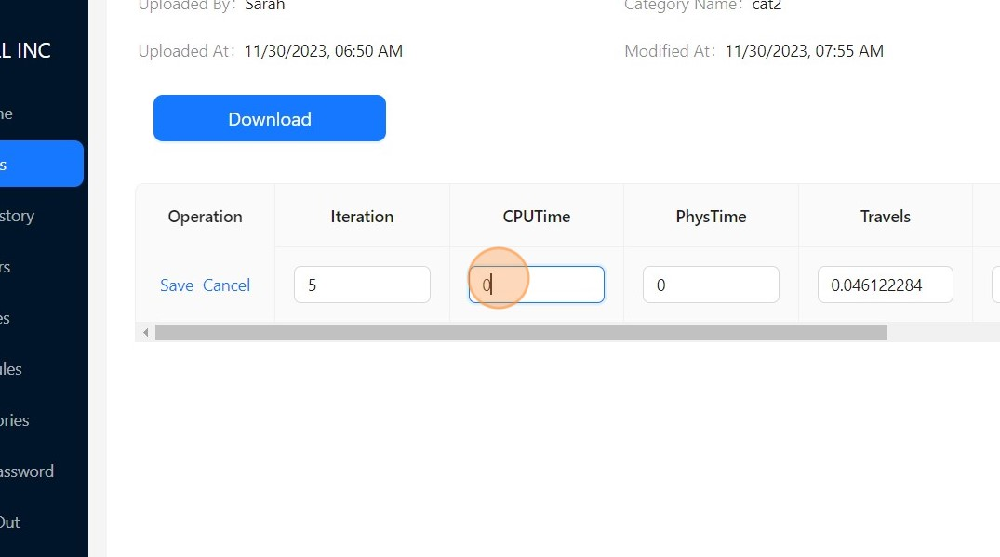 Uploaded By: Sarah
Category Name: cat2
L INC
Uploaded At: 11/30/2023, 06:50 AM
Modified At: 11/30/2023, 07:55 AM
ne
Download
s
story
Operation Iteration CPUTime PhysTime Travels
rs
Save Cancel 5 0 0 0.046122284
es
ules
ories
assword
Out